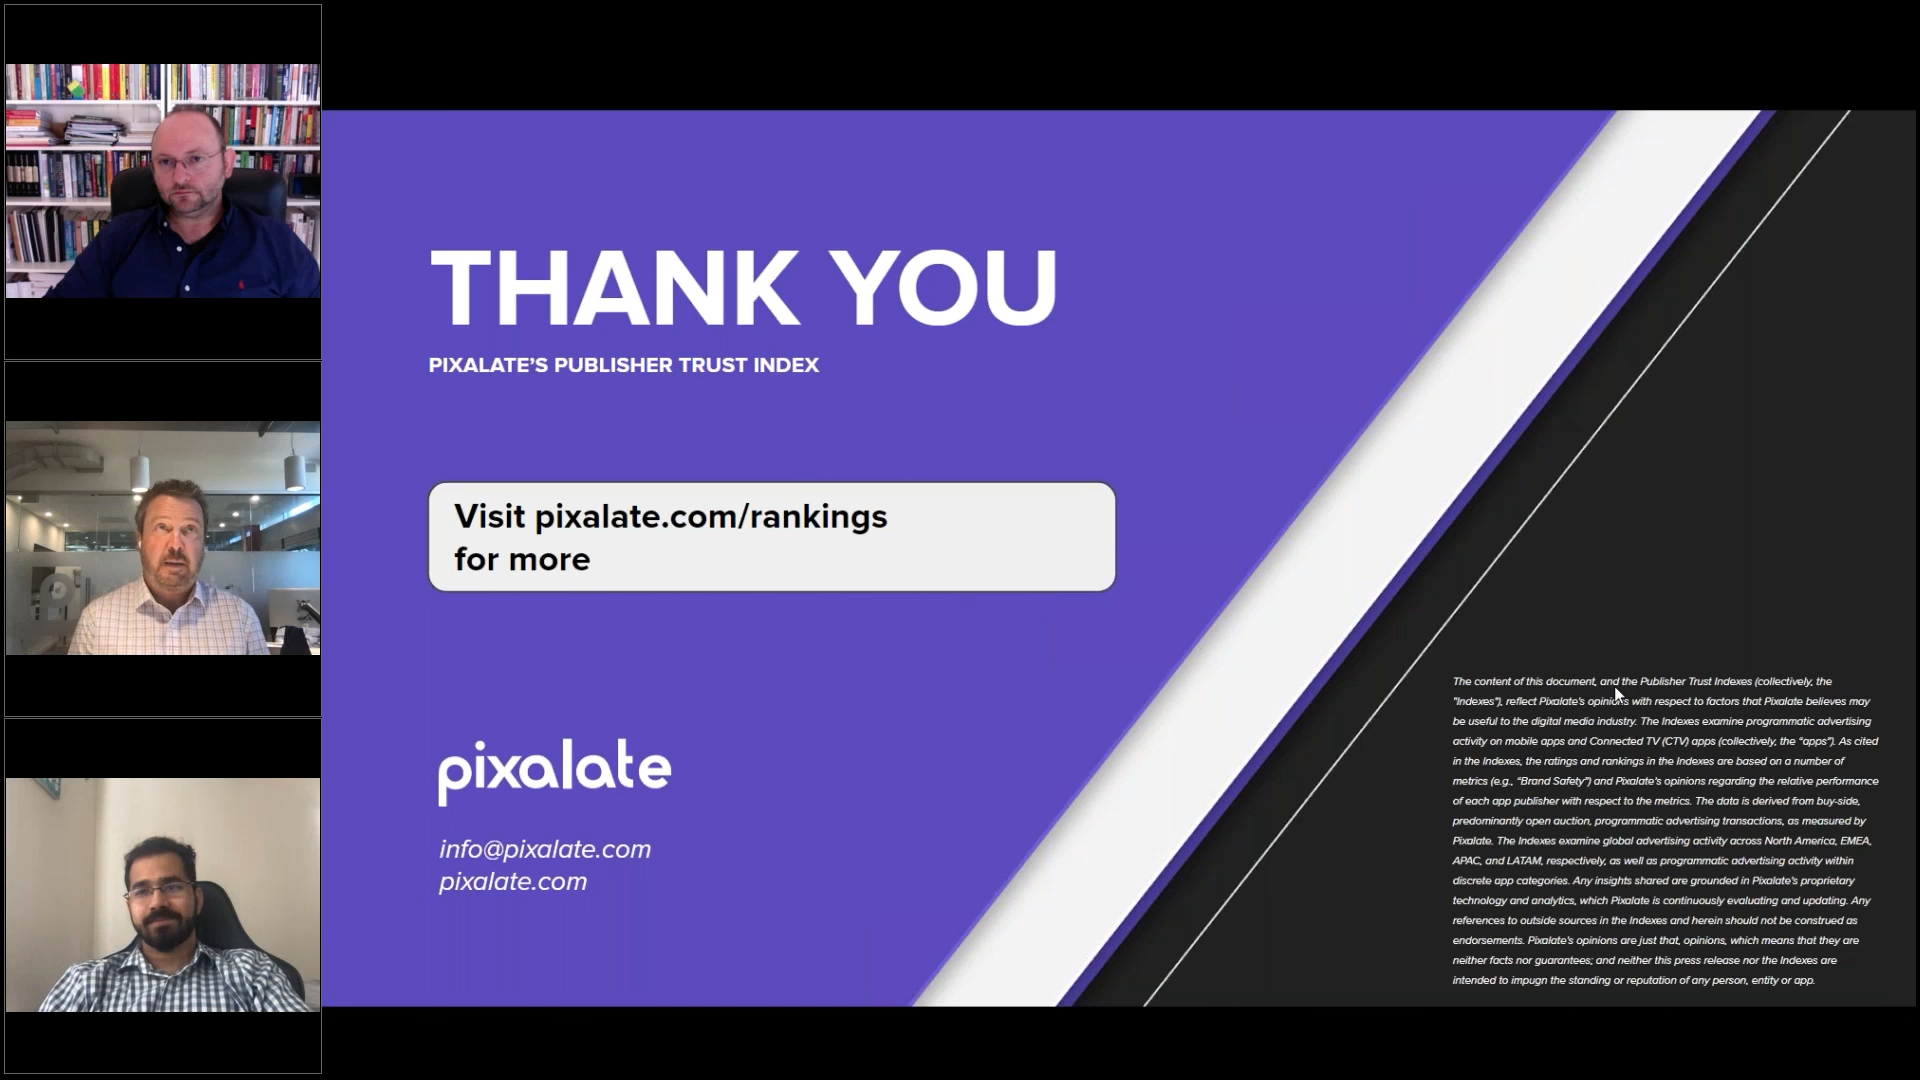 THANK YOU
PIXALATE’S PUBLISHER TRUST INDEX
Visit pixalate.com/rankings
for more
pixalate
info@pixalate.com
pixalate.com
The content of this document, and the Publisher Trust Indexes (collectively, the
"Indexes"), reflect Pixalate's opinions with respect to factors that Pixalate believes may
be useful to the digital media industry. The Indexes examine programmatic advertising
activity on mobile apps and Connected TV (CTV) apps (collectively, the “apps”). As cited
in the Indexes, the ratings and rankings in the Indexes are based on a number of
metrics (e.g., “Brand Safety”) and Pixalate’s opinions regarding the relative performance
of each app publisher with respect to the metrics. The data is derived from buy-side,
predominantly open auction, programmatic advertising transactions, as measured by
Pixalate. The Indexes examine global advertising activity across North America, EMEA,
APAC, and LATAM, respectively, as well as programmatic advertising activity within
discrete app categories. Any insights shared are grounded in Pixalate’s proprietary
technology and analytics, which Pixalate is continuously evaluating and updating. Any
references to outside sources in the Indexes and herein should not be construed as
endorsements. Pixalate's opinions are just that, opinions, which means that they are
neither facts nor guarantees; and neither this press release nor the Indexes are
intended to impugn the standing or reputation of any person, entity or app.